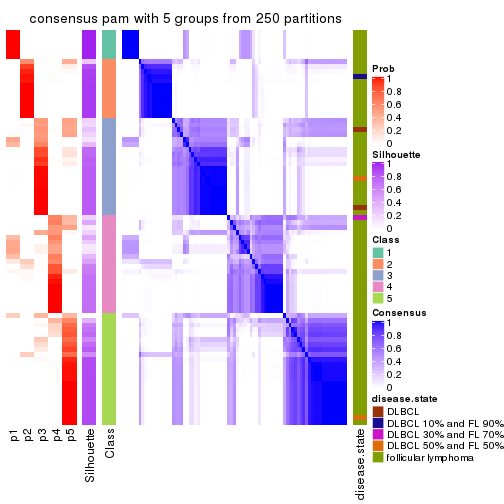 consensus pam with 5 groups from 250 partitions
Prob
1
0.8
0.6
0.4
0.2
0
Silhouette
1
0.8
0.6
0.4
0.2
0
Class
1
2
3
4
5
Consensus
1
0.8
0.6
0.4
0.2
0
disease.state
DLBCL
DLBCL 10% and FL 90%
DLBCL 30% and FL 70%
DLBCL 50% and FL 50%
follicular lymphoma
p1
p2
p3
p4
p5
Silhouette
Class
disease.state